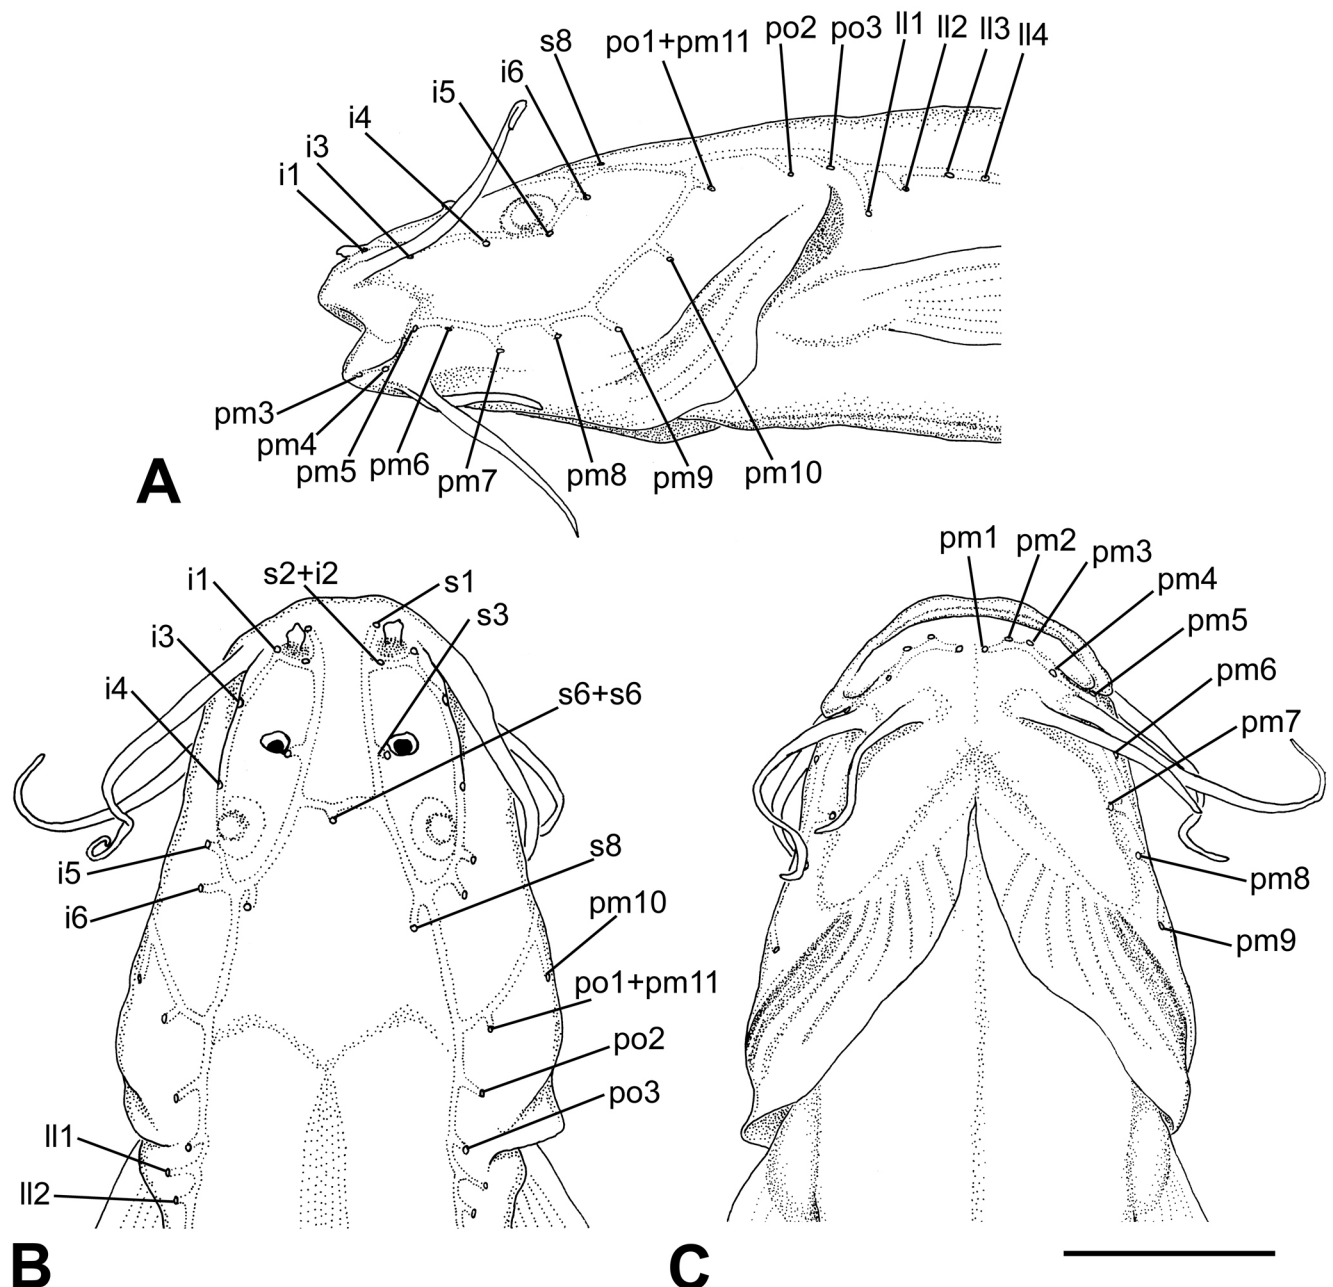 i1
i3
i4
i5
i6
s8
po1+pm11
po2
po3
ll1
ll2
ll3
ll4
pm3
pm4
pm5
pm6
pm7
pm8
pm9
pm10
A
i1
s2+i2
s1
i3
s3
i4
s6+s6
i5
s8
i6
pm10
po1+pm11
po2
po3
ll1
ll2
B
pm1
pm2
pm3
pm4
pm5
pm6
pm7
pm8
pm9
C